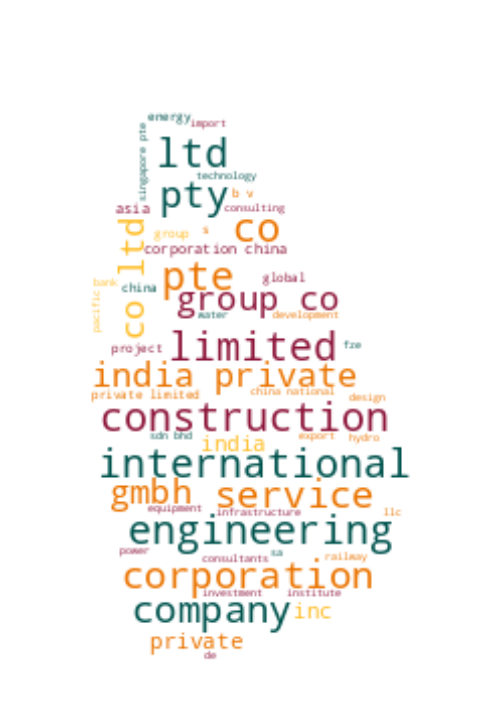 energy
import
singapore pte
ltd
technology
pty
b v
asia
consulting
co ltd
group
s
co
corporation china
pte
global
bank
china
pacific
group co
water
development
project
limited
fze
india private
private limited
china national
design
construction
sdn bhd
india
export
hydro
international
gmbh
service
equipment
infrastructure
llc
engineering
power
consultants
sa
railway
corporation
investment
institute
company
inc
private
de